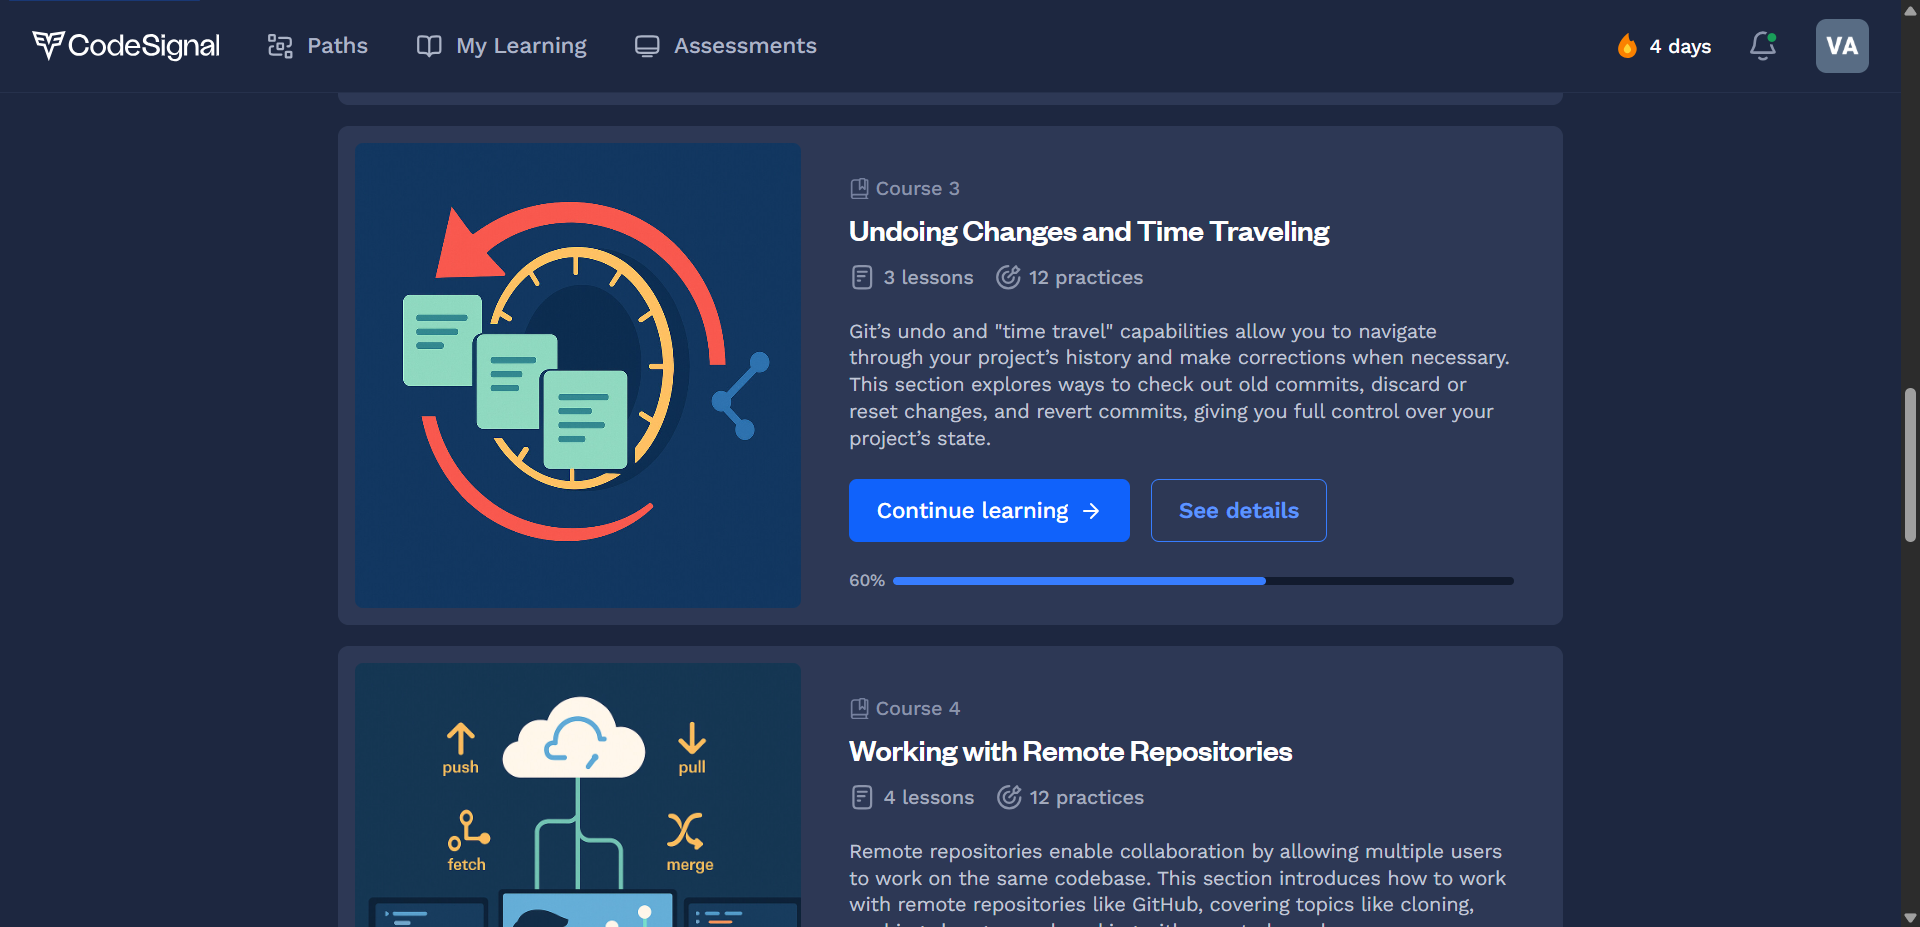 CodeSignal
Paths
My Learning
Assessments
4 days
VA
Course 3
Undoing Changes and Time Traveling
3 lessons
12 practices
Git’s undo and "time travel" capabilities allow you to navigate
through your project’s history and make corrections when necessary.
This section explores ways to check out old commits, discard or
reset changes, and revert commits, giving you full control over your
project’s state.
Continue learning →
See details
60%
push
pull
fetch
merge
Course 4
Working with Remote Repositories
4 lessons
12 practices
Remote repositories enable collaboration by allowing multiple users
to work on the same codebase. This section introduces how to work
with remote repositories like GitHub, covering topics like cloning,